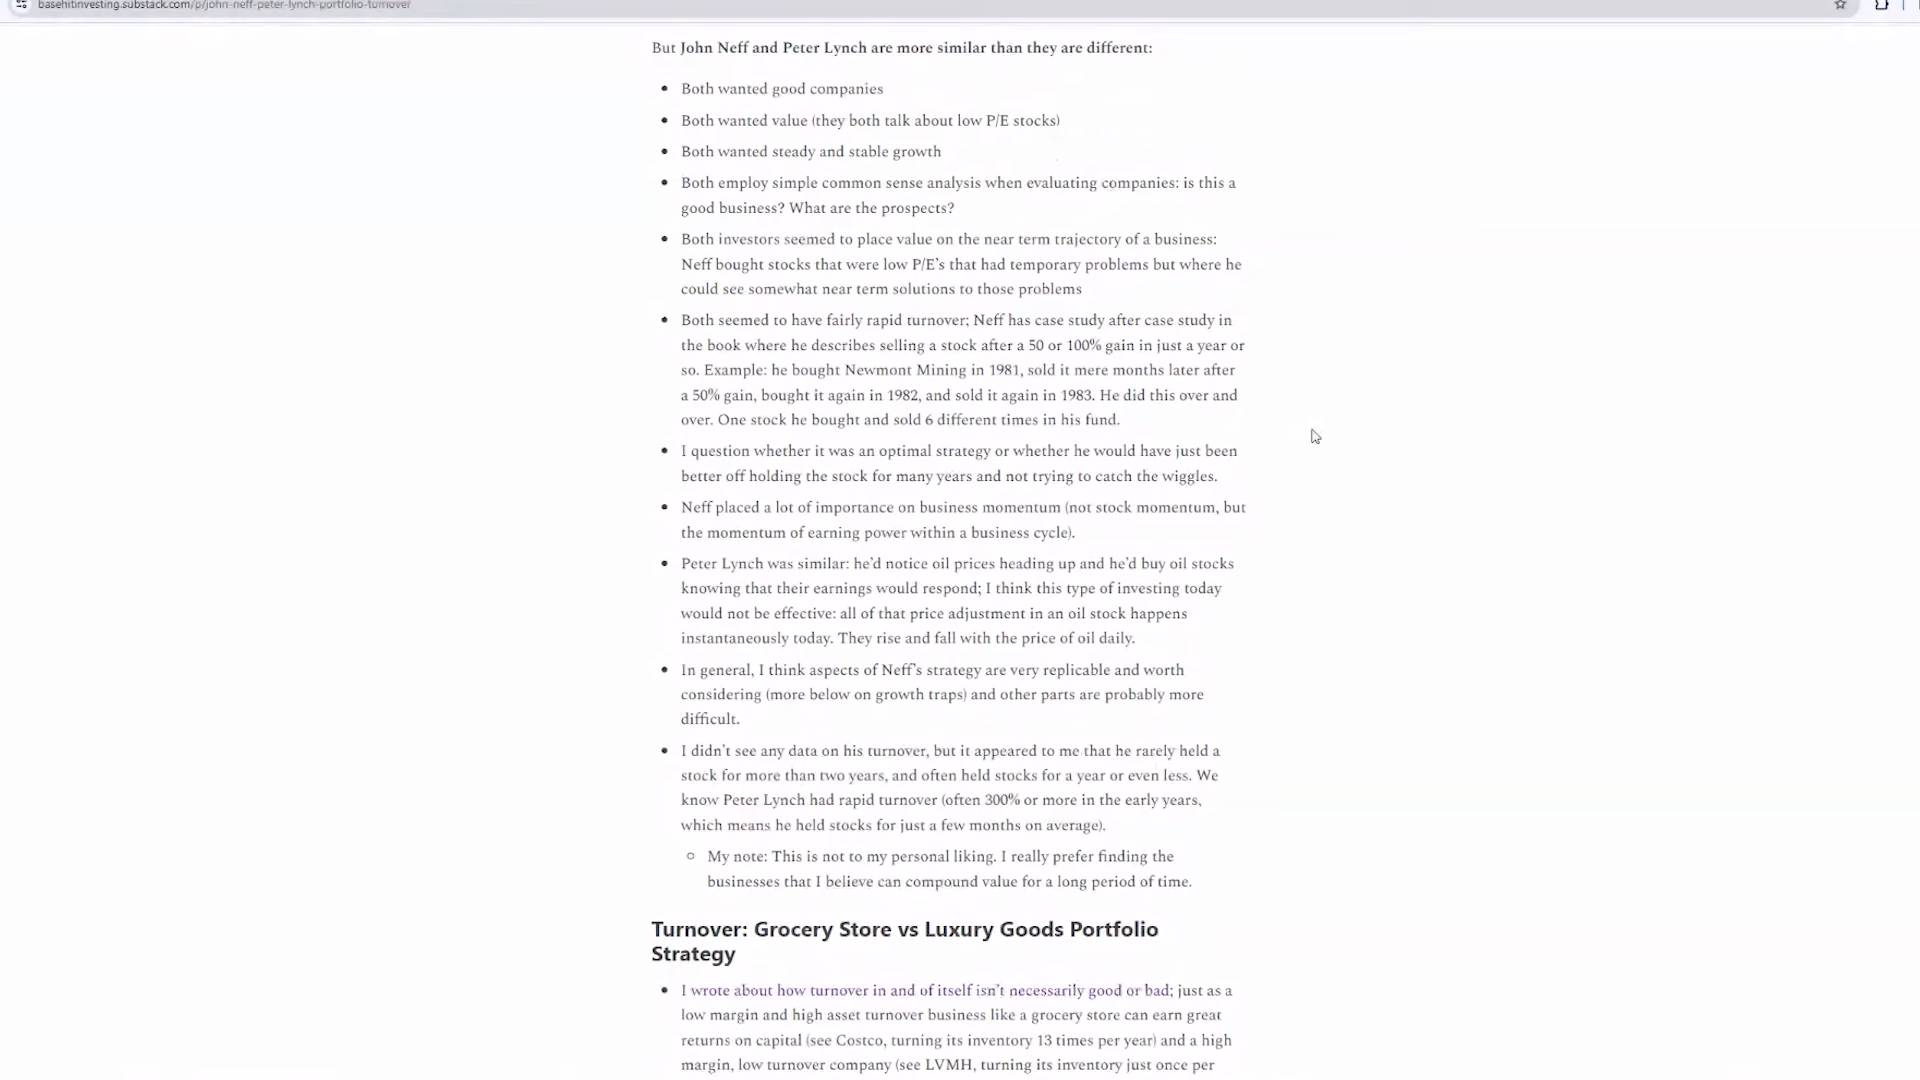 basehitinvesting.substack.com/p/john-neff-peter-lynch-portfolio-turnover
But John Neff and Peter Lynch are more similar than they are different:
• Both wanted good companies
• Both wanted value (they both talk about low P/E stocks)
• Both wanted steady and stable growth
• Both employ simple common sense analysis when evaluating companies: is this a
good business? What are the prospects?
• Both investors seemed to place value on the near term trajectory of a business:
Neff bought stocks that were low P/E’s that had temporary problems but where he
could see somewhat near term solutions to those problems
• Both seemed to have fairly rapid turnover; Neff has case study after case study in
the book where he describes selling a stock after a 50 or 100% gain in just a year or
so. Example: he bought Newmont Mining in 1981, sold it mere months later after
a 50% gain, bought it again in 1982, and sold it again in 1983. He did this over and
over. One stock he bought and sold 6 different times in his fund.
• I question whether it was an optimal strategy or whether he would have just been
better off holding the stock for many years and not trying to catch the wiggles.
• Neff placed a lot of importance on business momentum (not stock momentum, but
the momentum of earning power within a business cycle).
• Peter Lynch was similar: he’d notice oil prices heading up and he’d buy oil stocks
knowing that their earnings would respond; I think this type of investing today
would not be effective: all of that price adjustment in an oil stock happens
instantaneously today. They rise and fall with the price of oil daily.
• In general, I think aspects of Neff’s strategy are very replicable and worth
considering (more below on growth traps) and other parts are probably more
difficult.
• I didn’t see any data on his turnover, but it appeared to me that he rarely held a
stock for more than two years, and often held stocks for a year or even less. We
know Peter Lynch had rapid turnover (often 300% or more in the early years,
which means he held stocks for just a few months on average).
○ My note: This is not to my personal liking. I really prefer finding the
businesses that I believe can compound value for a long period of time.
Turnover: Grocery Store vs Luxury Goods Portfolio
Strategy
• I wrote about how turnover in and of itself isn’t necessarily good or bad; just as a
low margin and high asset turnover business like a grocery store can earn great
returns on capital (see Costco, turning its inventory 13 times per year) and a high
margin, low turnover company (see LVMH, turning its inventory just once per